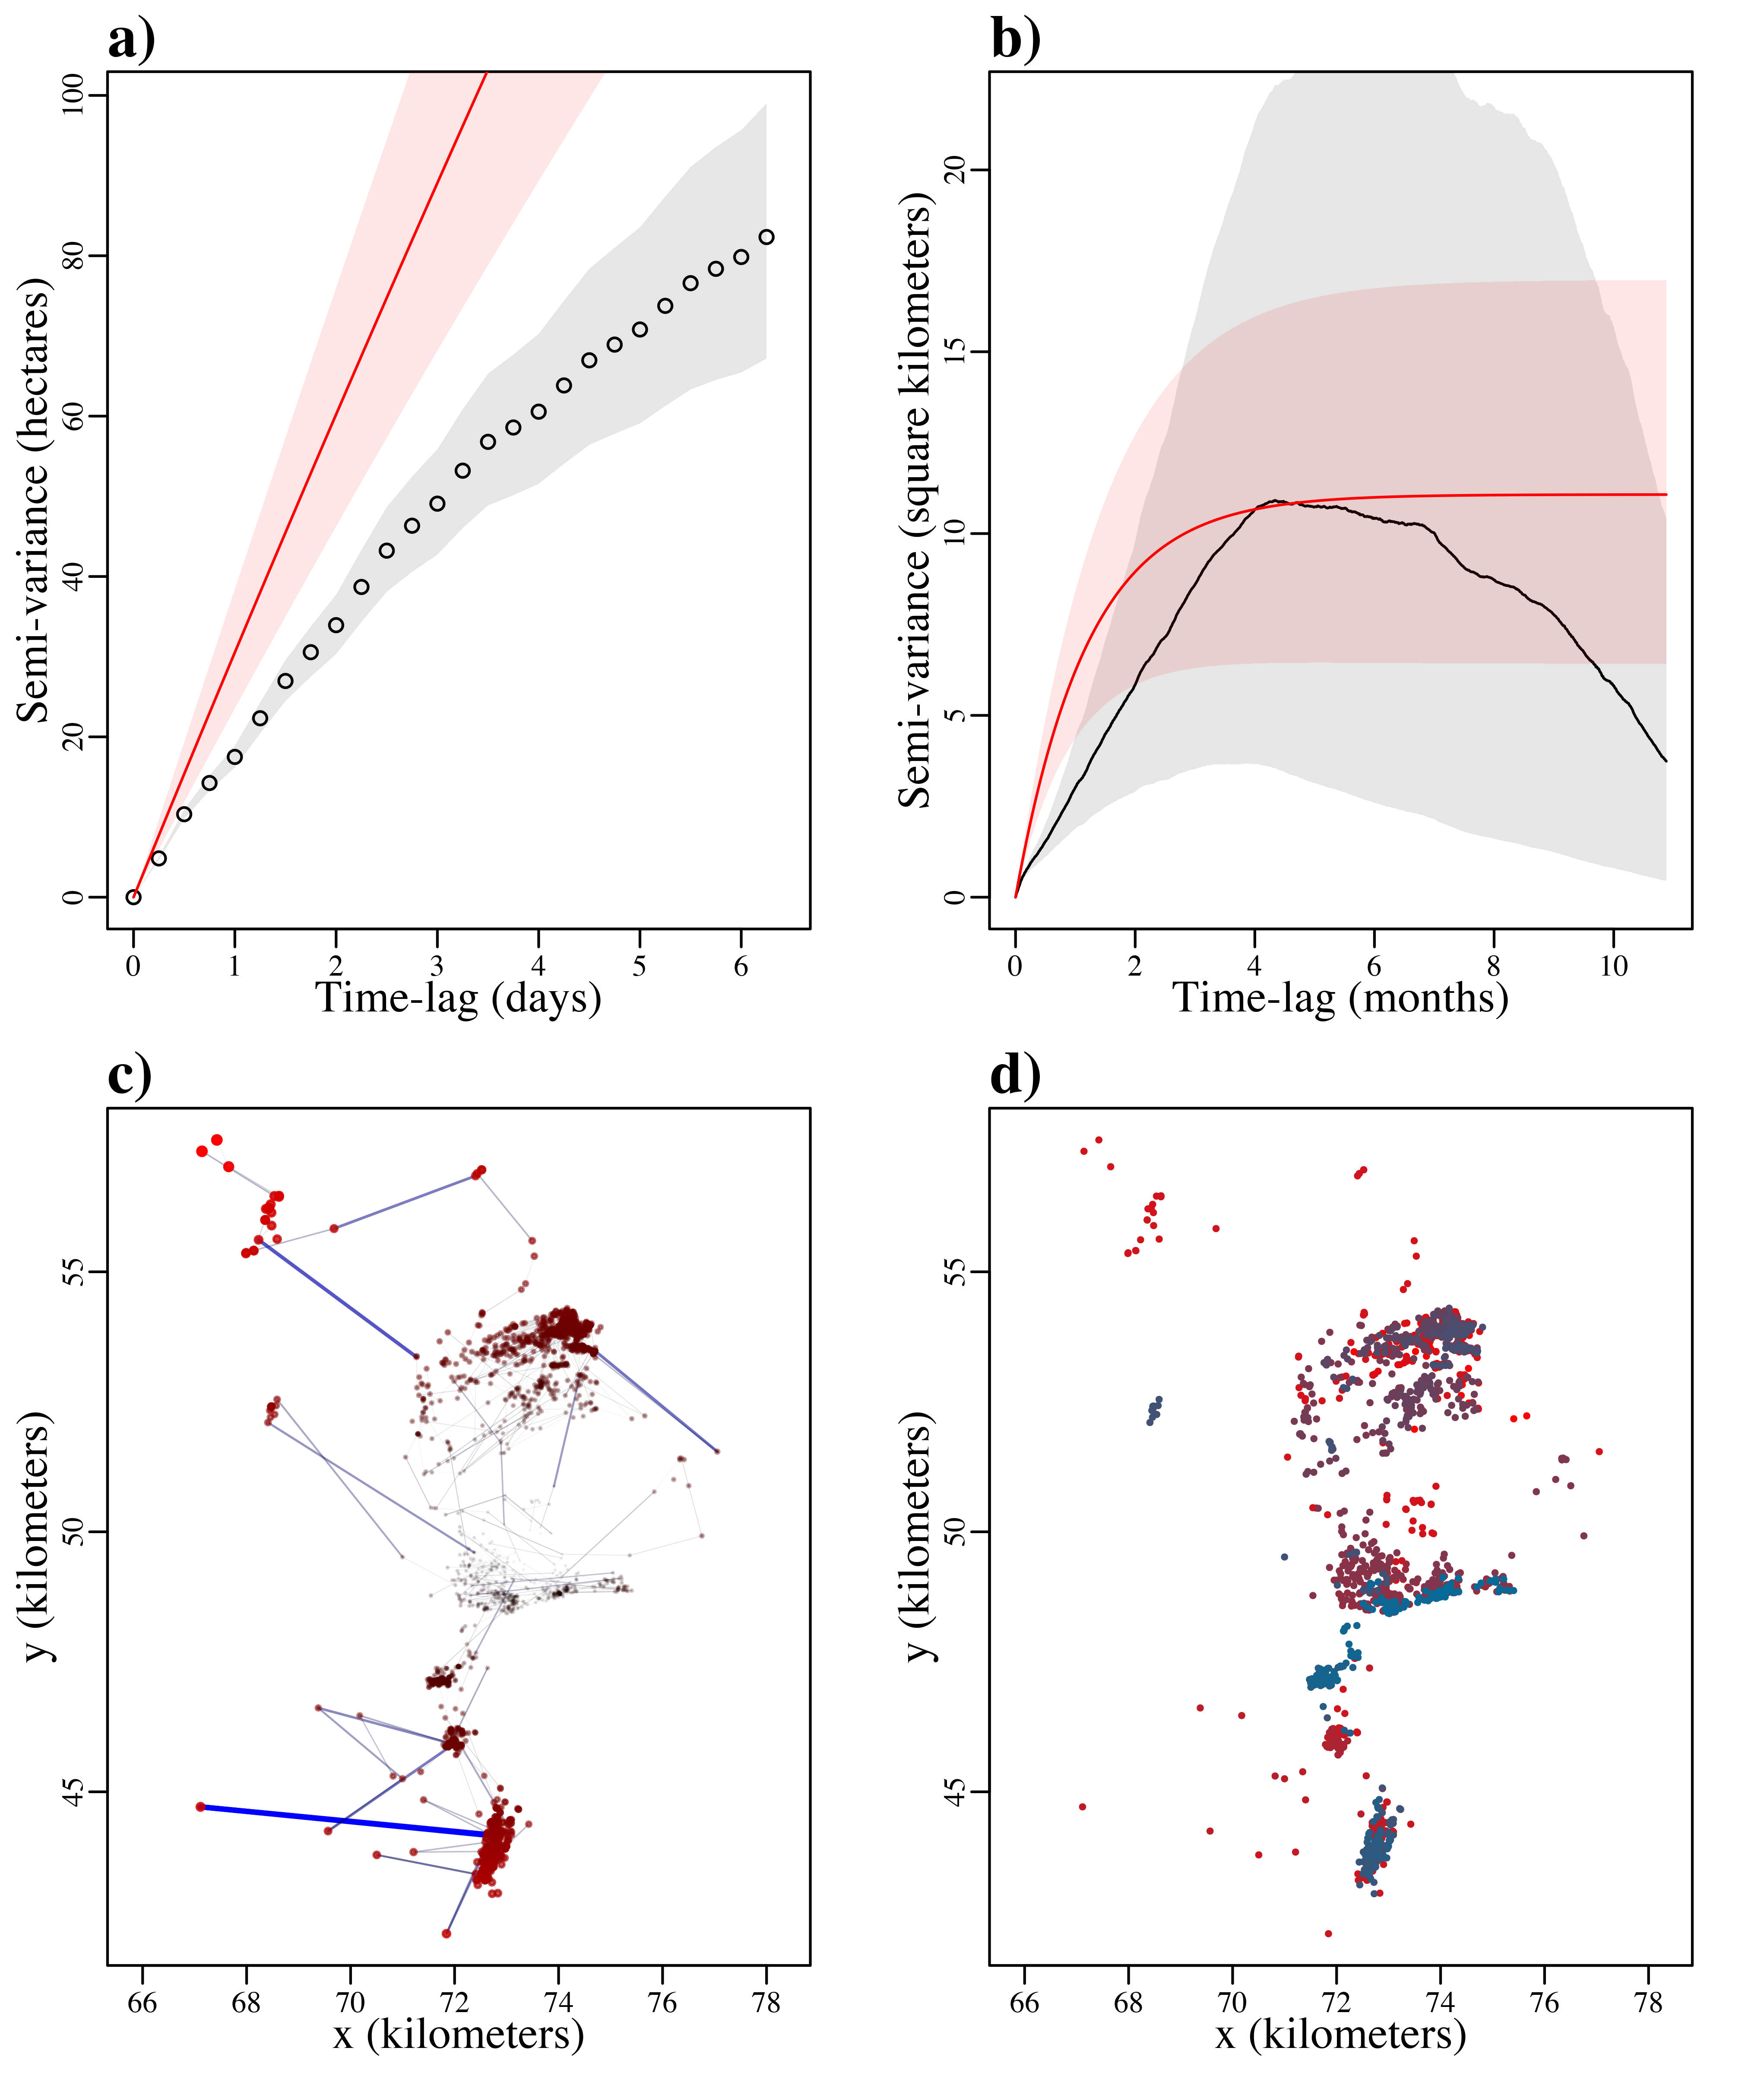 a)
Semi-variance (hectares)
100
80
60
40
20
0
0 1 2 3 4 5 6
Time-lag (days)
b)
Semi-variance (square kilometers)
20
15
10
5
0
0 2 4 6 8 10
Time-lag (months)
c)
y (kilometers)
55
50
45
66 68 70 72 74 76 78
x (kilometers)
d)
y (kilometers)
55
50
45
66 68 70 72 74 76 78
x (kilometers)